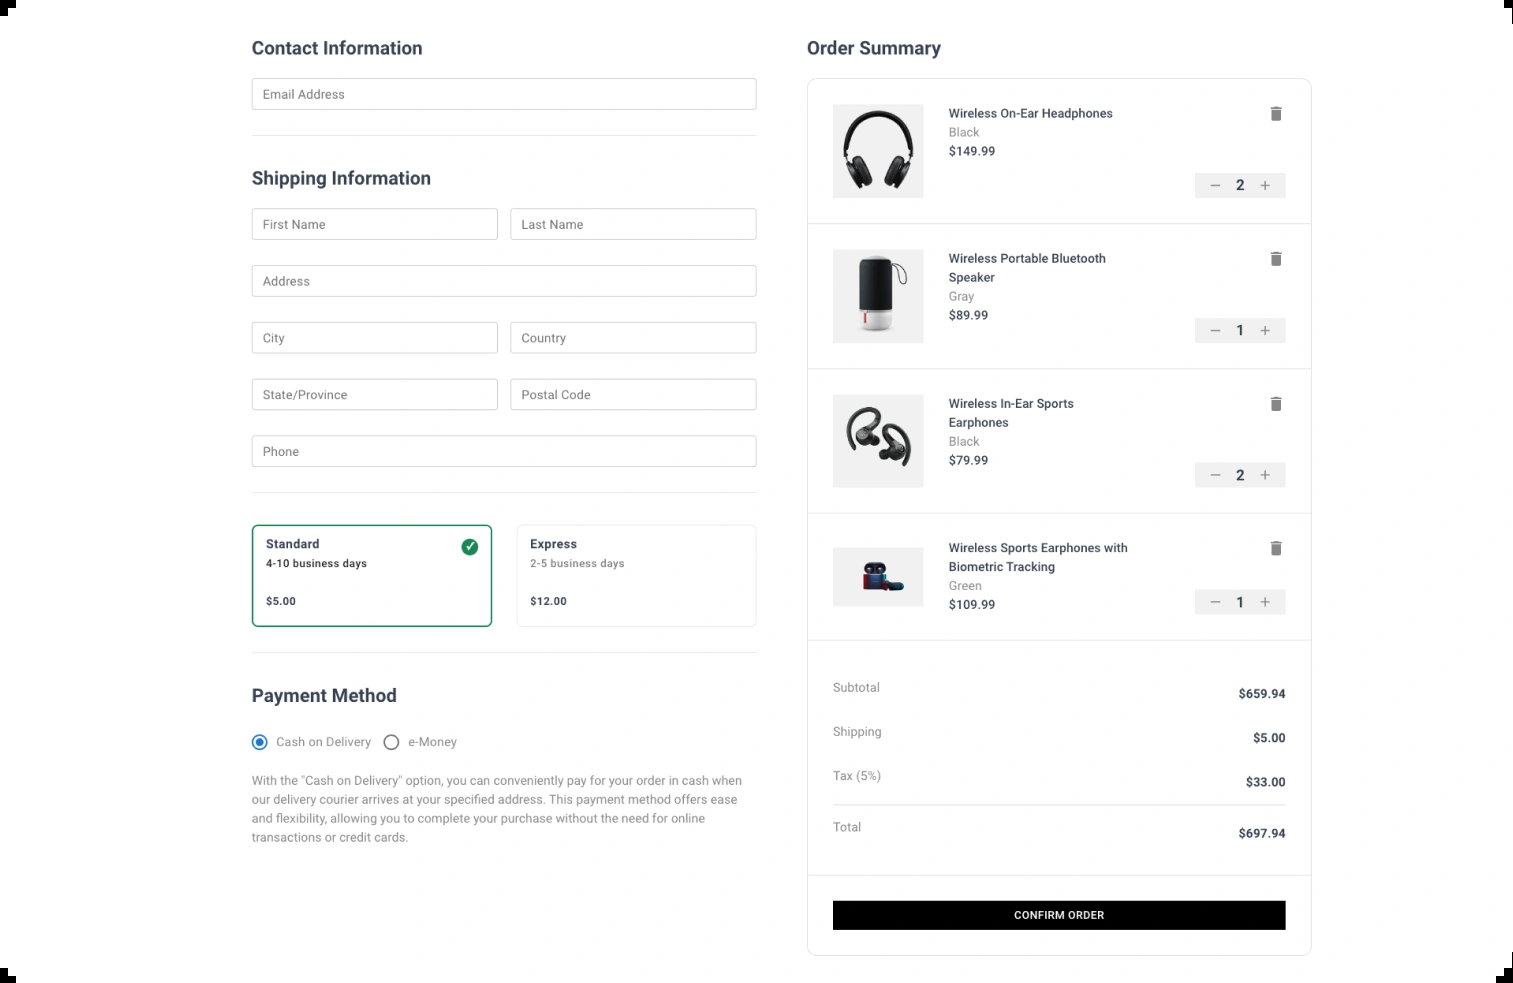 Contact Information
Email Address
Shipping Information
First Name
Last Name
Address
City
Country
State/Province
Postal Code
Phone
Standard
4-10 business days
$5.00
Express
2-5 business days
$12.00
Payment Method
Cash on Delivery
e-Money
With the "Cash on Delivery" option, you can conveniently pay for your order in cash when
our delivery courier arrives at your specified address. This payment method offers ease
and flexibility, allowing you to complete your purchase without the need for online
transactions or credit cards.
Order Summary
Wireless On-Ear Headphones
Black
$149.99
2
Wireless Portable Bluetooth
Speaker
Gray
$89.99
1
Wireless In-Ear Sports
Earphones
Black
$79.99
2
Wireless Sports Earphones with
Biometric Tracking
Green
$109.99
1
Subtotal
$659.94
Shipping
$5.00
Tax (5%)
$33.00
Total
$697.94
CONFIRM ORDER